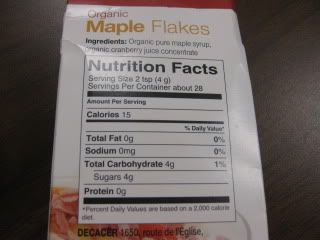 Organic
Maple Flakes
Ingredients: Organic pure maple syrup,
organic cranberry juice concentrate
Nutrition Facts
Serving Size 2 tsp (4 g)
Servings Per Container about 28
Amount Per Serving
Calories 15
% Daily Value*
Total Fat 0g 0%
Sodium 0mg 0%
Total Carbohydrate 4g 1%
Sugars 4g
Protein 0g
*Percent Daily Values are based on a 2,000 calorie
diet.
DECACER 1650, route de l'Église,